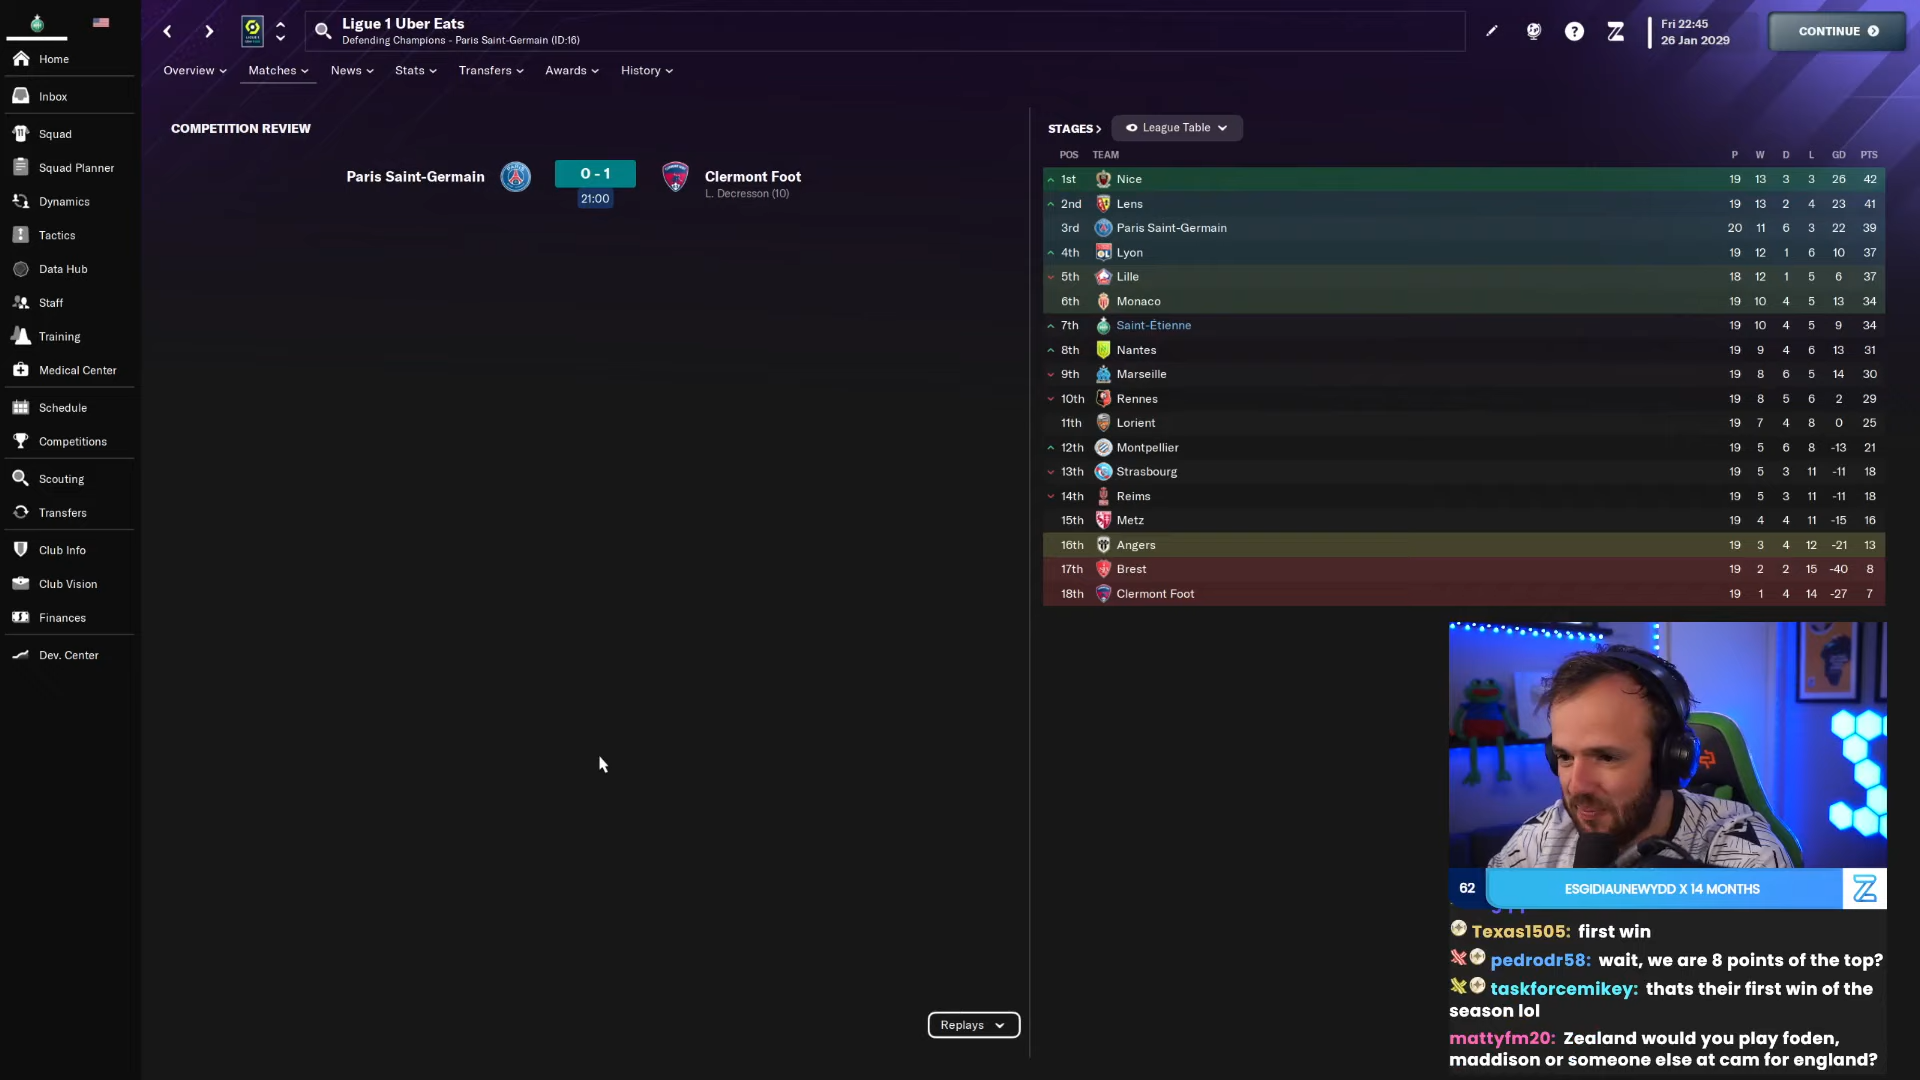 Ligue 1 Uber Eats
Defending Champions - Paris Saint-Germain (ID:16)
Fri 22:45
26 Jan 2029
CONTINUE
Overview
Matches
News
Stats
Transfers
Awards
History
Home
Inbox
Squad
Squad Planner
Dynamics
Tactics
Data Hub
Staff
Training
Medical Center
Schedule
Competitions
Scouting
Transfers
Club Info
Club Vision
Finances
Dev. Center
COMPETITION REVIEW
Paris Saint-Germain 0 - 1 Clermont Foot
21:00 L. Decresson (10)
Replays
STAGES> League Table
POS TEAM P W D L GD PTS
1st Nice 19 13 3 3 26 42
2nd Lens 19 13 2 4 23 41
3rd Paris Saint-Germain 20 11 6 3 22 39
4th Lyon 19 12 1 6 10 37
5th Lille 18 12 1 5 6 37
6th Monaco 19 10 4 5 13 34
7th Saint-Étienne 19 10 4 5 9 34
8th Nantes 19 9 4 6 13 31
9th Marseille 19 8 6 5 14 30
10th Rennes 19 8 5 6 2 29
11th Lorient 19 7 4 8 0 25
12th Montpellier 19 5 6 8 -13 21
13th Strasbourg 19 5 3 11 -11 18
14th Reims 19 5 3 11 -11 18
15th Metz 19 4 4 11 -15 16
16th Angers 19 3 4 12 -21 13
17th Brest 19 2 2 15 -40 8
18th Clermont Foot 19 1 4 14 -27 7
62 ESGIDIAUNEWYDD X 14 MONTHS
Texas1505: first win
pedrodr58: wait, we are 8 points of the top?
taskforcemikey: thats their first win of the
season lol
mattyfm20: Zealand would you play foden,
maddison or someone else at cam for england?